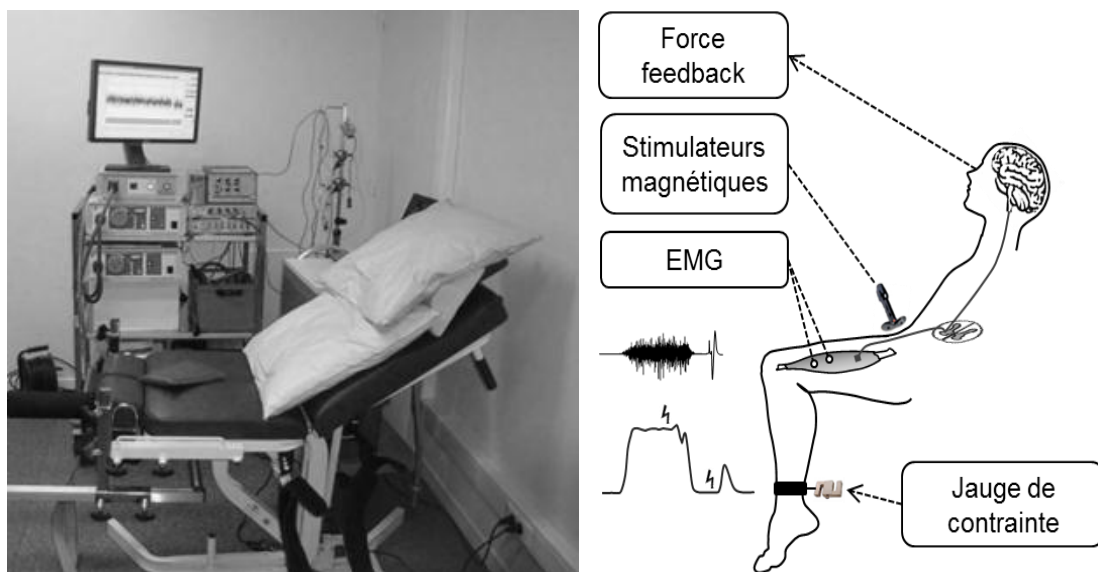 Force
feedback
Stimulateurs
magnétiques
EMG
Jauge de
contrainte